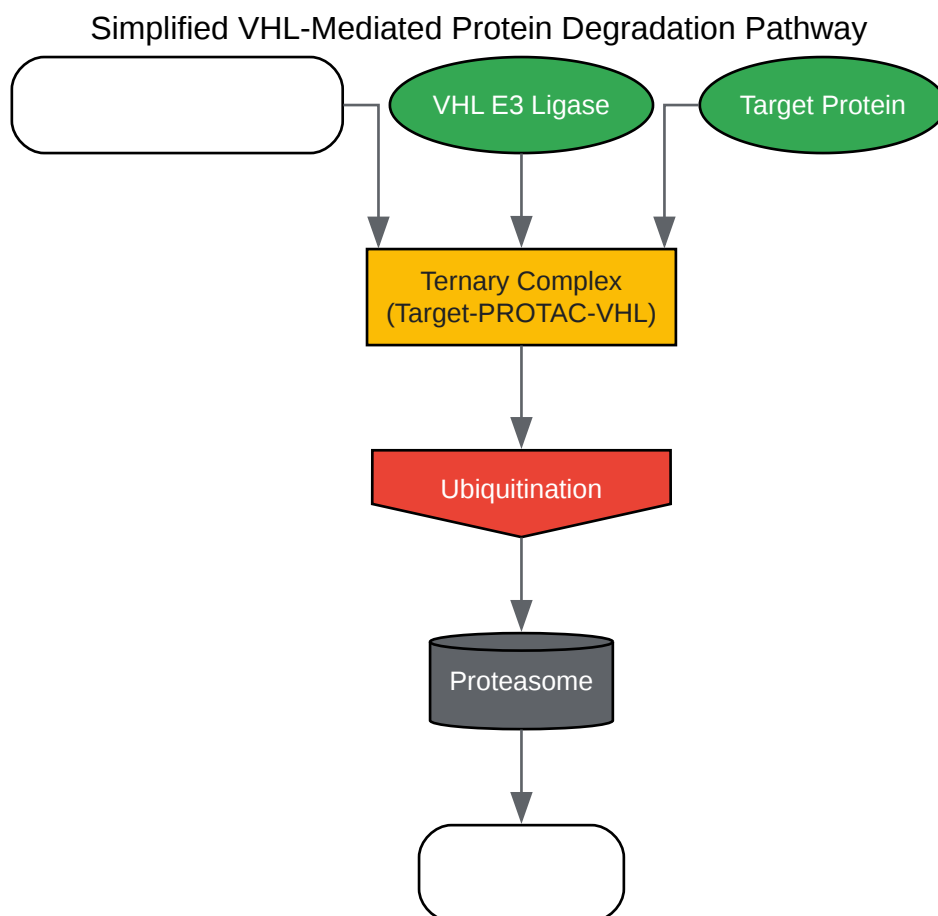 Simplified VHL-Mediated Protein Degradation Pathway
VHL E3 Ligase
Target Protein
Ternary Complex
(Target-PROTAC-VHL)
Ubiquitination
Proteasome